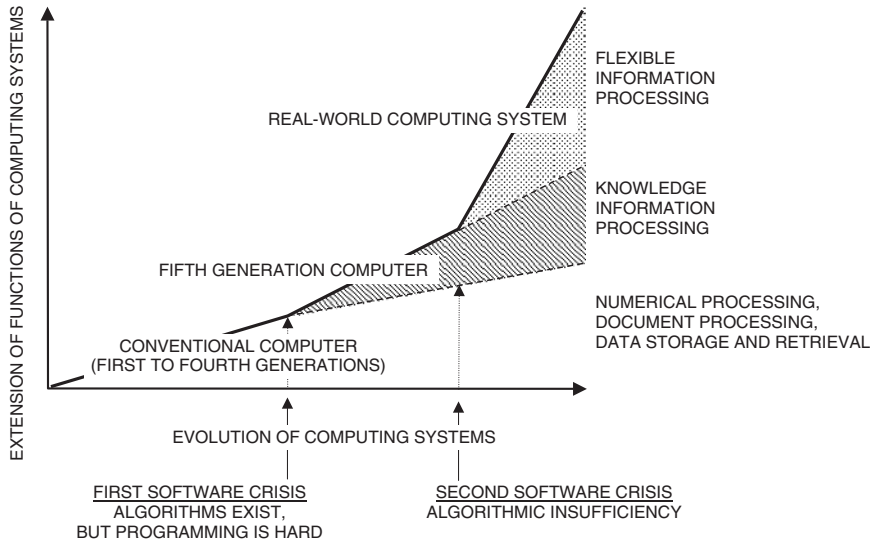 EXTENSION OF FUNCTIONS OF COMPUTING SYSTEMS
FLEXIBLE
INFORMATION
PROCESSING
REAL-WORLD COMPUTING SYSTEM
KNOWLEDGE
INFORMATION
PROCESSING
FIFTH GENERATION COMPUTER
NUMERICAL PROCESSING,
DOCUMENT PROCESSING,
DATA STORAGE AND RETRIEVAL
CONVENTIONAL COMPUTER
(FIRST TO FOURTH GENERATIONS)
EVOLUTION OF COMPUTING SYSTEMS
FIRST SOFTWARE CRISIS
ALGORITHMS EXIST,
BUT PROGRAMMING IS HARD
SECOND SOFTWARE CRISIS
ALGORITHMIC INSUFFICIENCY